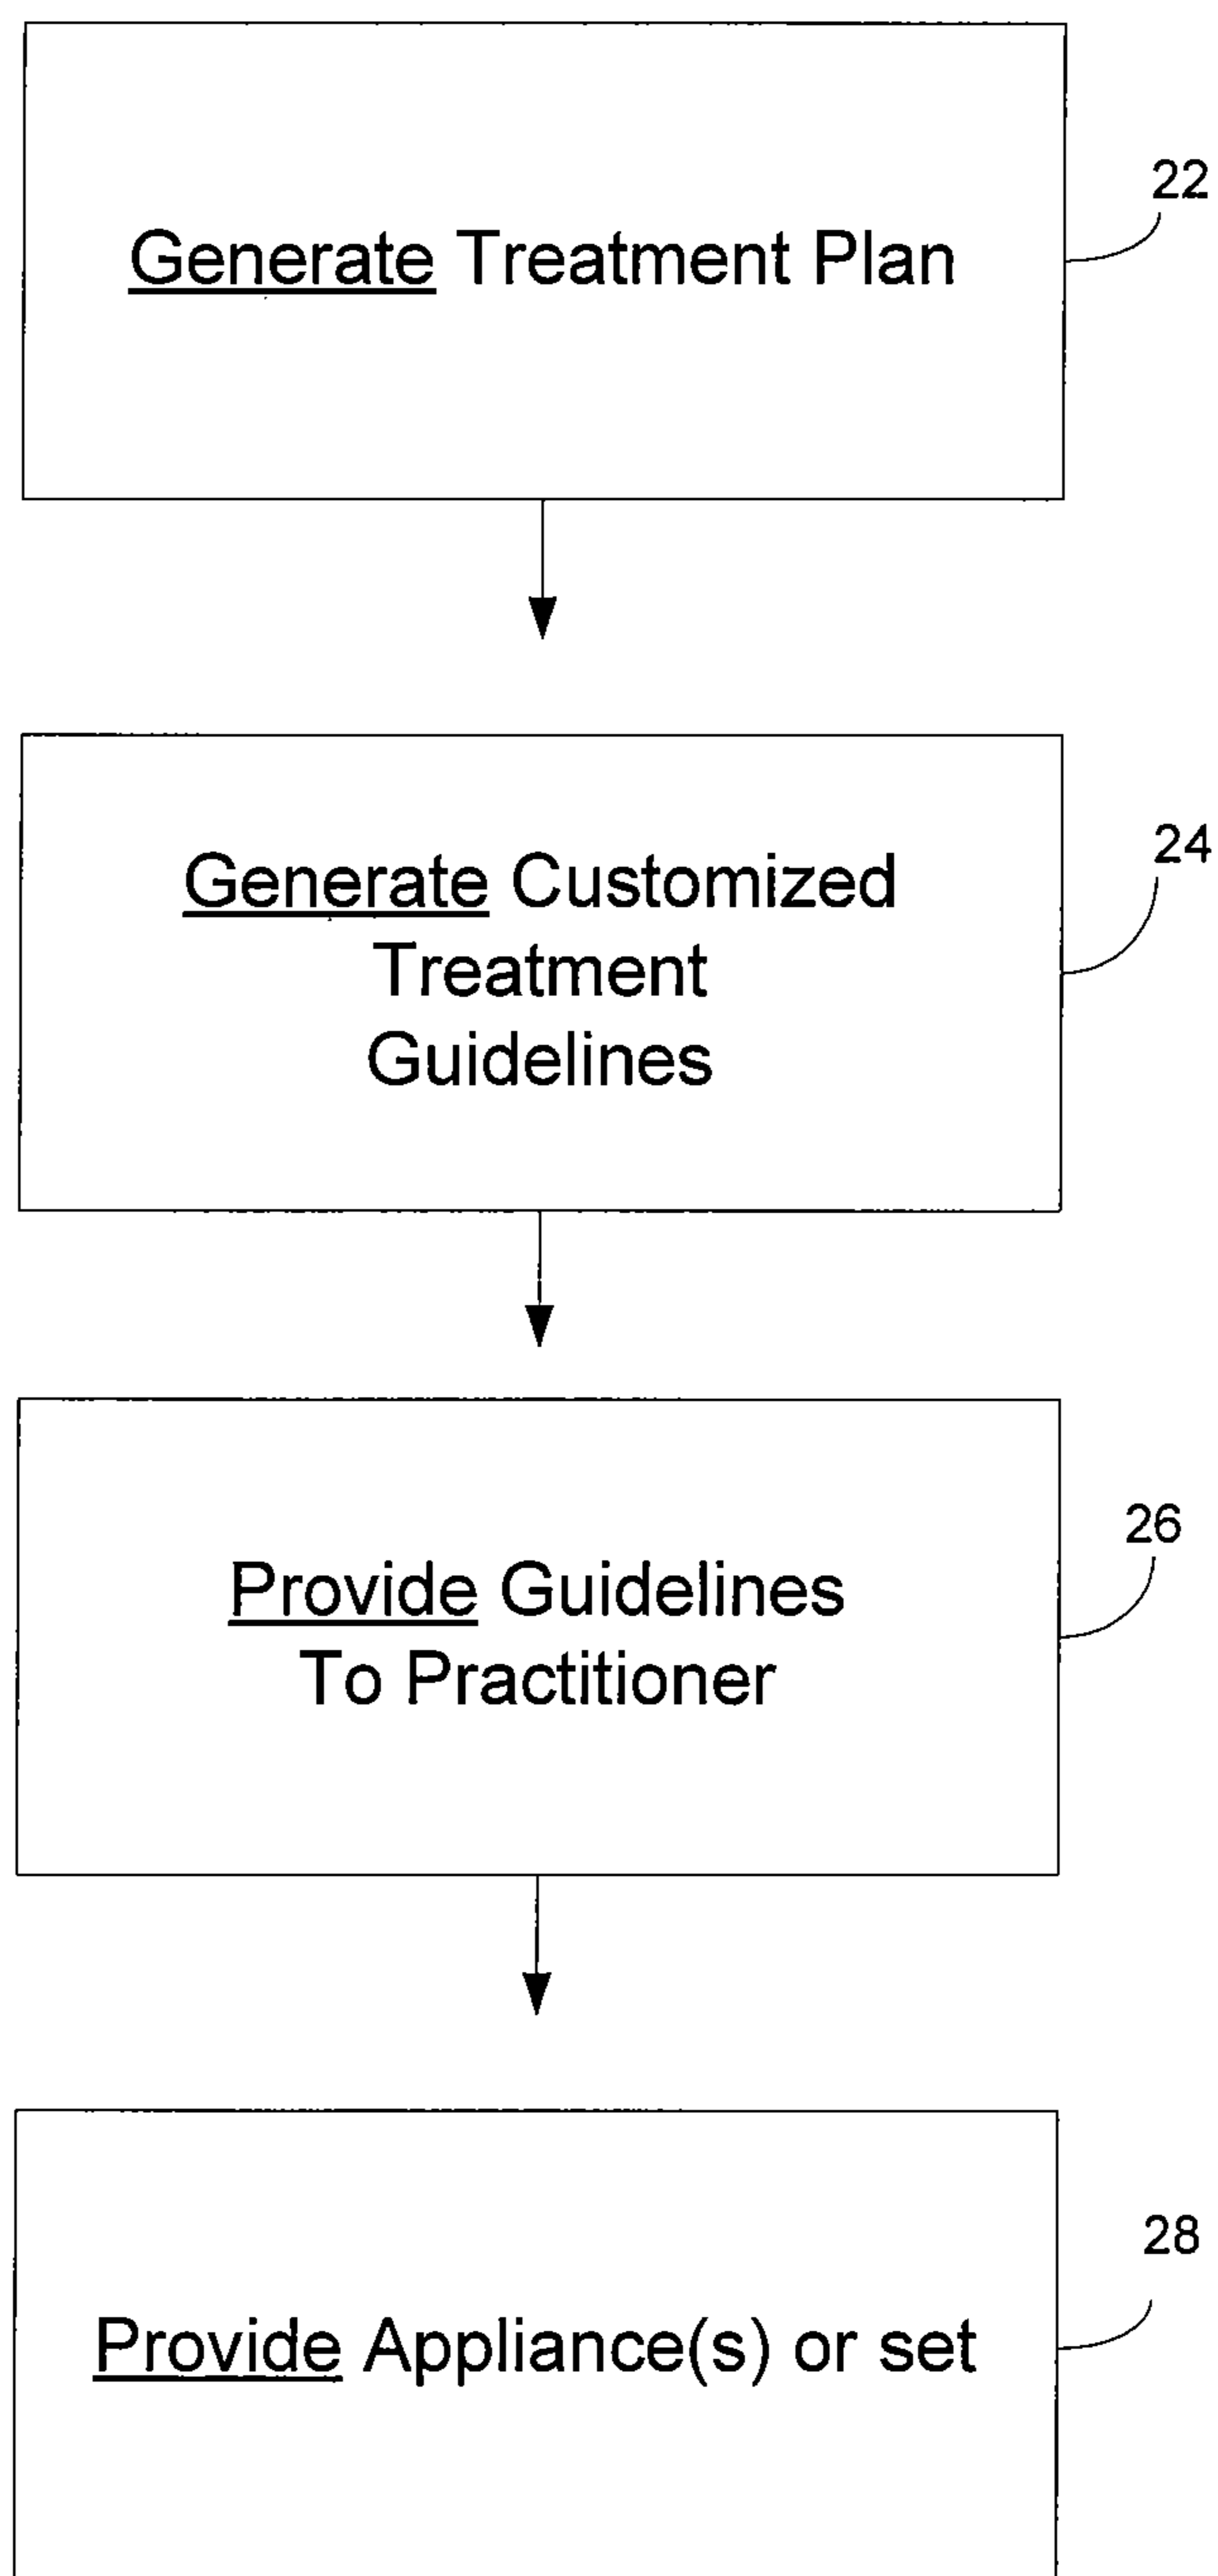 22
Generate Treatment Plan
24
Generate Customized
Treatment
Guidelines
26
Provide Guidelines
To Practitioner
28
Provide Appliance(s) or set